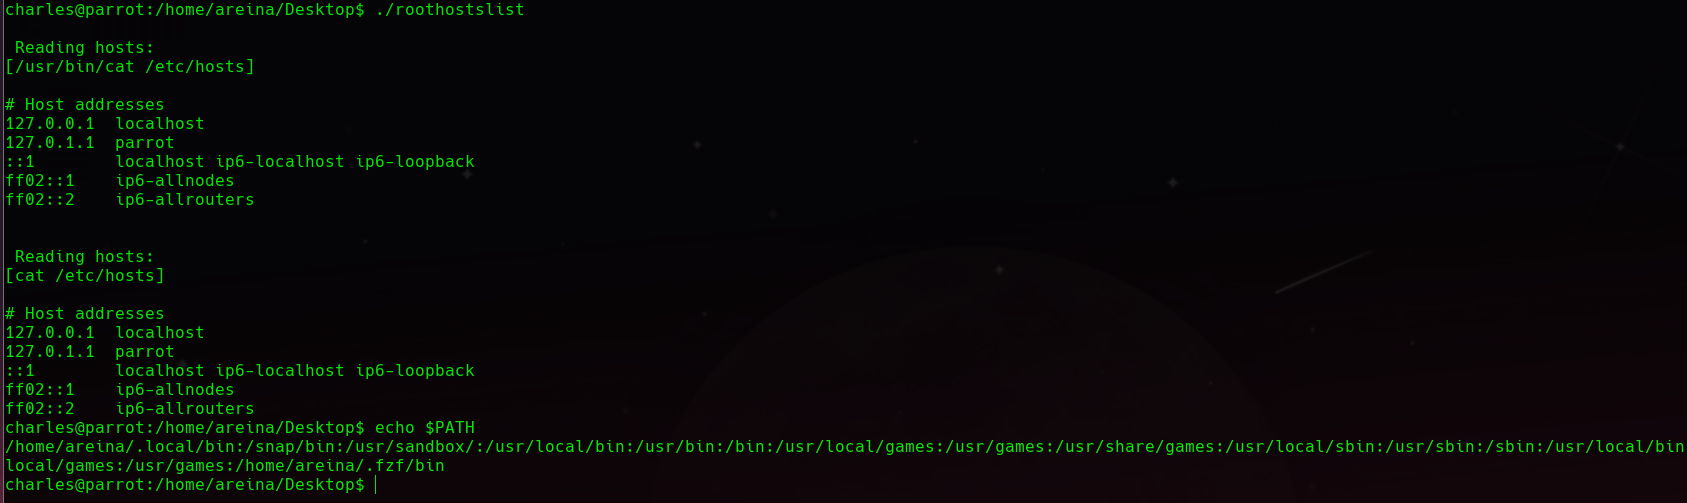 charles@parrot:/home/areina/Desktop$ ./roothostslist
Reading hosts:
[/usr/bin/cat /etc/hosts]
# Host addresses
127.0.0.1  localhost
127.0.1.1  parrot
::1        localhost ip6-localhost ip6-loopback
ff02::1    ip6-allnodes
ff02::2    ip6-allrouters
Reading hosts:
[cat /etc/hosts]
# Host addresses
127.0.0.1  localhost
127.0.1.1  parrot
::1        localhost ip6-localhost ip6-loopback
ff02::1    ip6-allnodes
ff02::2    ip6-allrouters
charles@parrot:/home/areina/Desktop$ echo $PATH
/home/areina/.local/bin:/snap/bin:/usr/sandbox/:/usr/local/bin:/usr/bin:/bin:/usr/local/games:/usr/games:/usr/share/games:/usr/local/sbin:/usr/sbin:/sbin:/usr/local/bin
local/games:/usr/games:/home/areina/.fzf/bin
charles@parrot:/home/areina/Desktop$